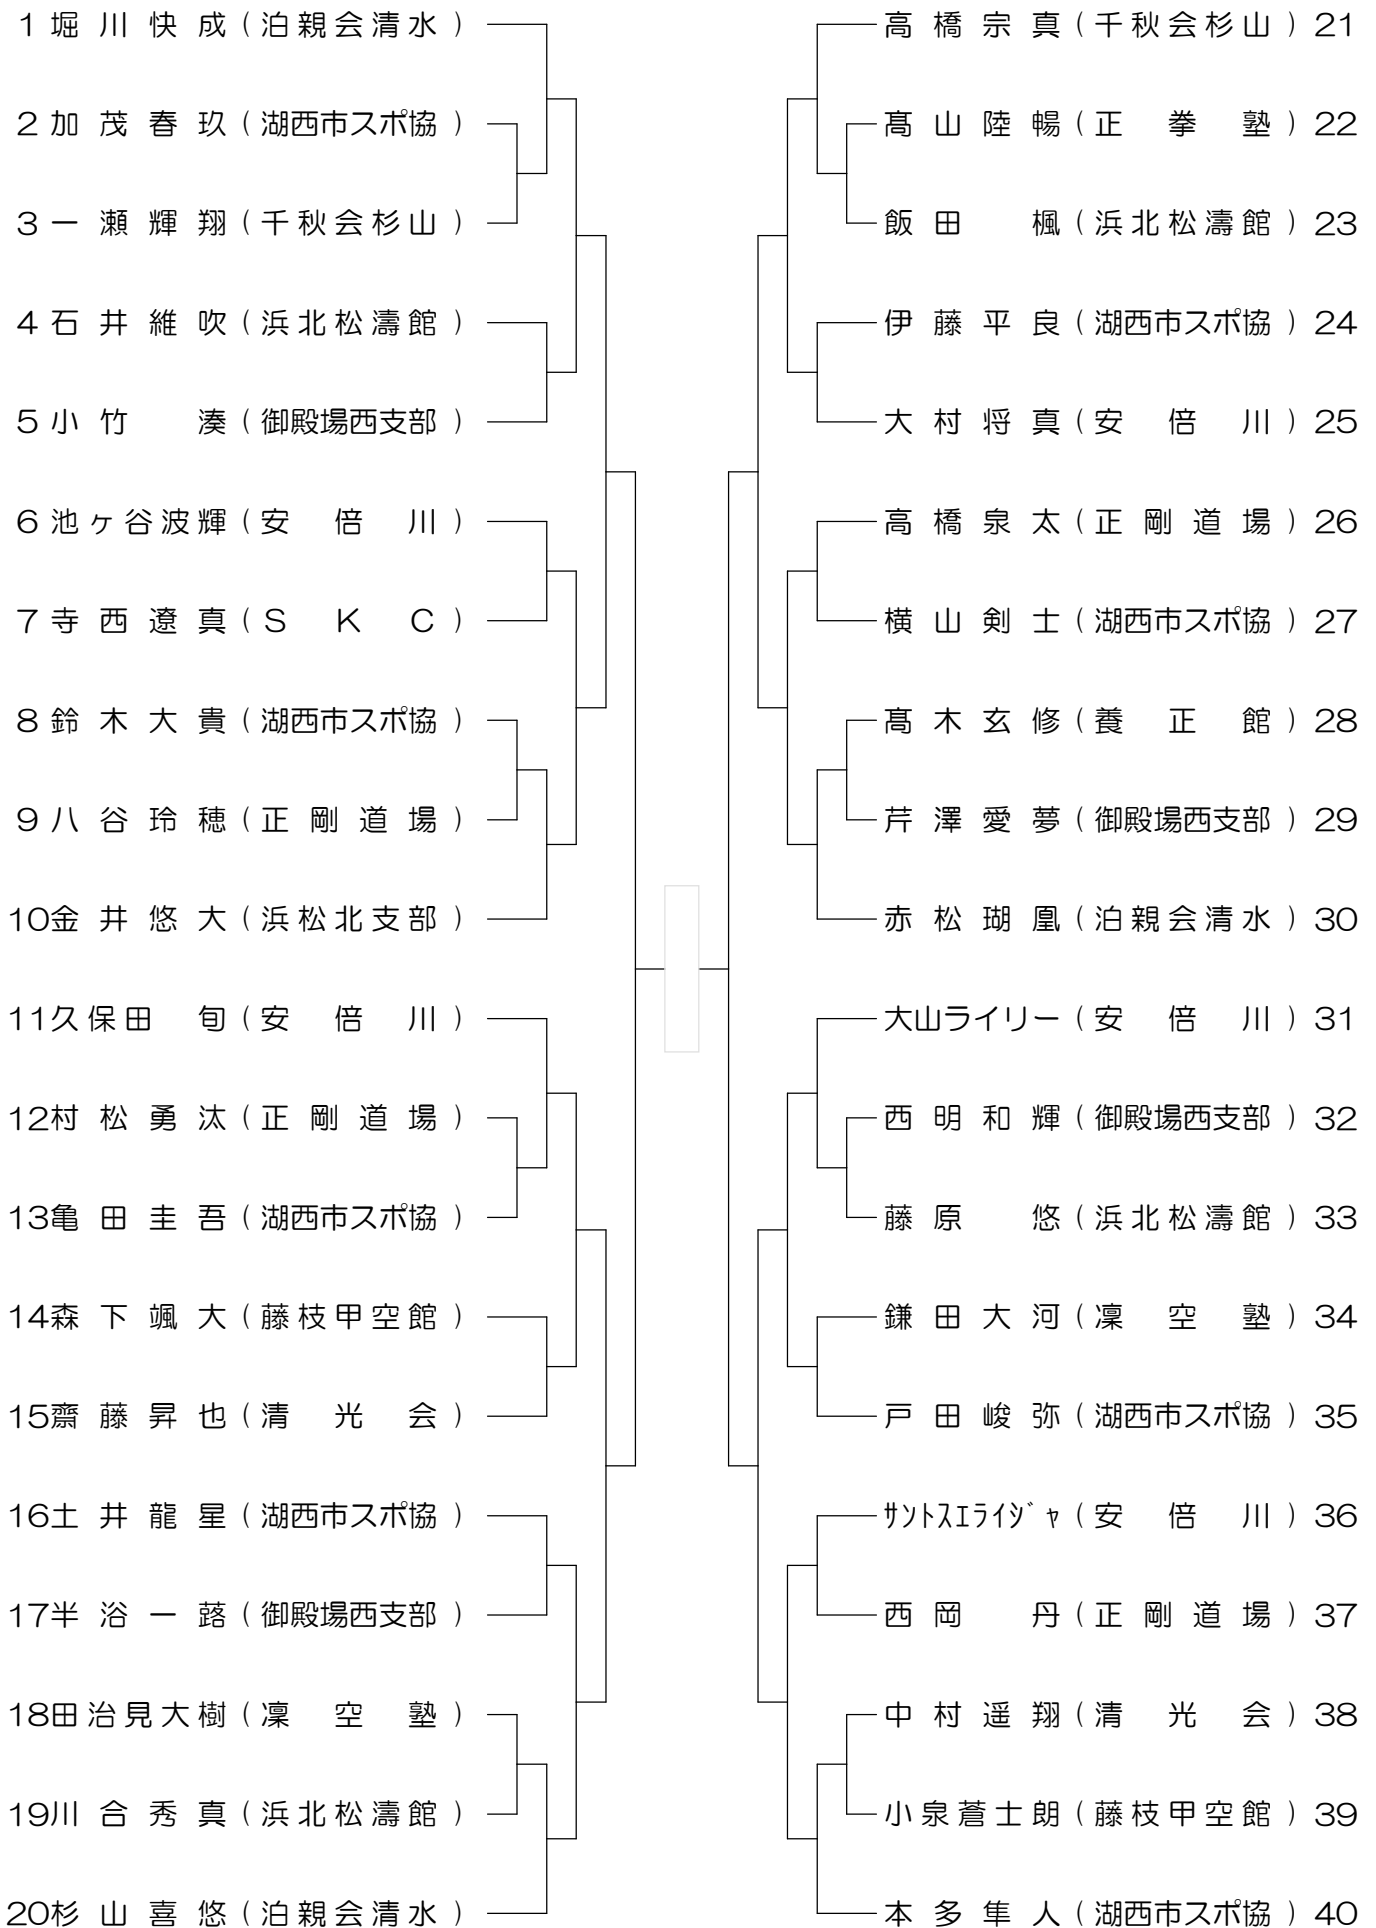 1 堀川快成(泊親会清水)
2 加茂春玖(湖西市スポ協)
3 一瀬輝翔(千秋会杉山)
4 石井維吹(浜北松濤館)
5 小竹 湊(御殿場西支部)
6 池ヶ谷波輝(安倍川)
7 寺西遼真(SKC)
8 鈴木大貴(湖西市スポ協)
9 八谷玲穂(正剛道場)
10 金井悠大(浜松北支部)
11 久保田 旬(安倍川)
12 村松勇汰(正剛道場)
13 亀田圭吾(湖西市スポ協)
14 森下颯大(藤枝甲空館)
15 齋藤昇也(清光会)
16 土井龍星(湖西市スポ協)
17 半浴一蕗(御殿場西支部)
18 田治見大樹(凜空塾)
19 川合秀真(浜北松濤館)
20 杉山喜悠(泊親会清水)
高橋宗真(千秋会杉山)21
髙山陸暢(正拳塾)22
飯田 楓(浜北松濤館)23
伊藤平良(湖西市スポ協)24
大村将真(安倍川)25
高橋泉太(正剛道場)26
横山剣士(湖西市スポ協)27
髙木玄修(養正館)28
芹澤愛夢(御殿場西支部)29
赤松瑚凰(泊親会清水)30
大山ライリー(安倍川)31
西明和輝(御殿場西支部)32
藤原 悠(浜北松濤館)33
鎌田大河(凜空塾)34
戸田峻弥(湖西市スポ協)35
ｻﾝﾄｽｴﾗｲｼﾞｬ(安倍川)36
西岡 丹(正剛道場)37
中村遥翔(清光会)38
小泉蒼士朗(藤枝甲空館)39
本多隼人(湖西市スポ協)40